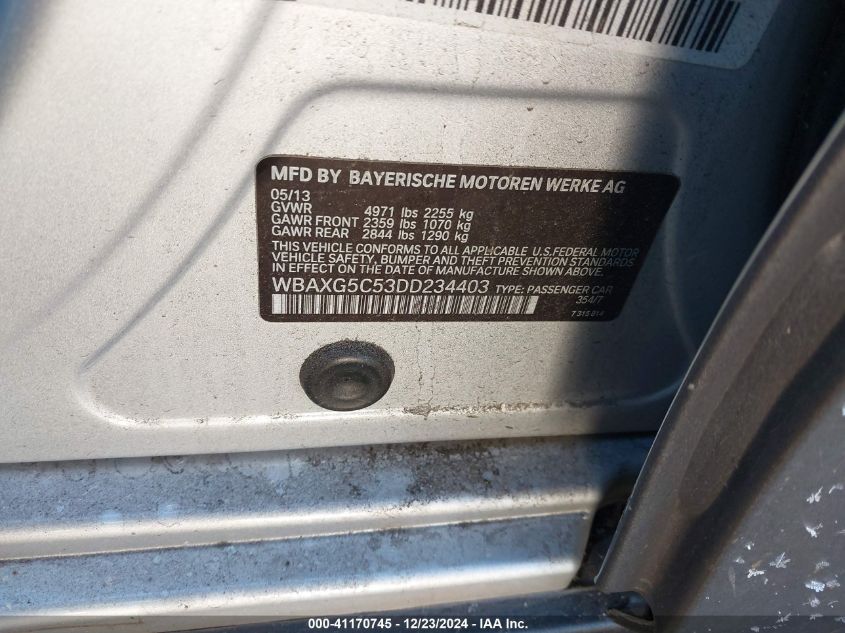 MFD BY BAYERISCHE MOTOREN WERKE AG
05/13
GVWR 4971 lbs 2255 kg
GAWR FRONT 2359 lbs 1070 kg
GAWR REAR 2844 lbs 1290 kg
THIS VEHICLE CONFORMS TO ALL APPLICABLE U.S.FEDERAL MOTOR
VEHICLE SAFETY, BUMPER AND THEFT PREVENTION STANDARDS
IN EFFECT ON THE DATE OF MANUFACTURE SHOWN ABOVE.
WBAXG5C53DD234403 TYPE: PASSENGER CAR
354/7
7 315 814
000-41170745 - 12/23/2024 - IAA Inc.